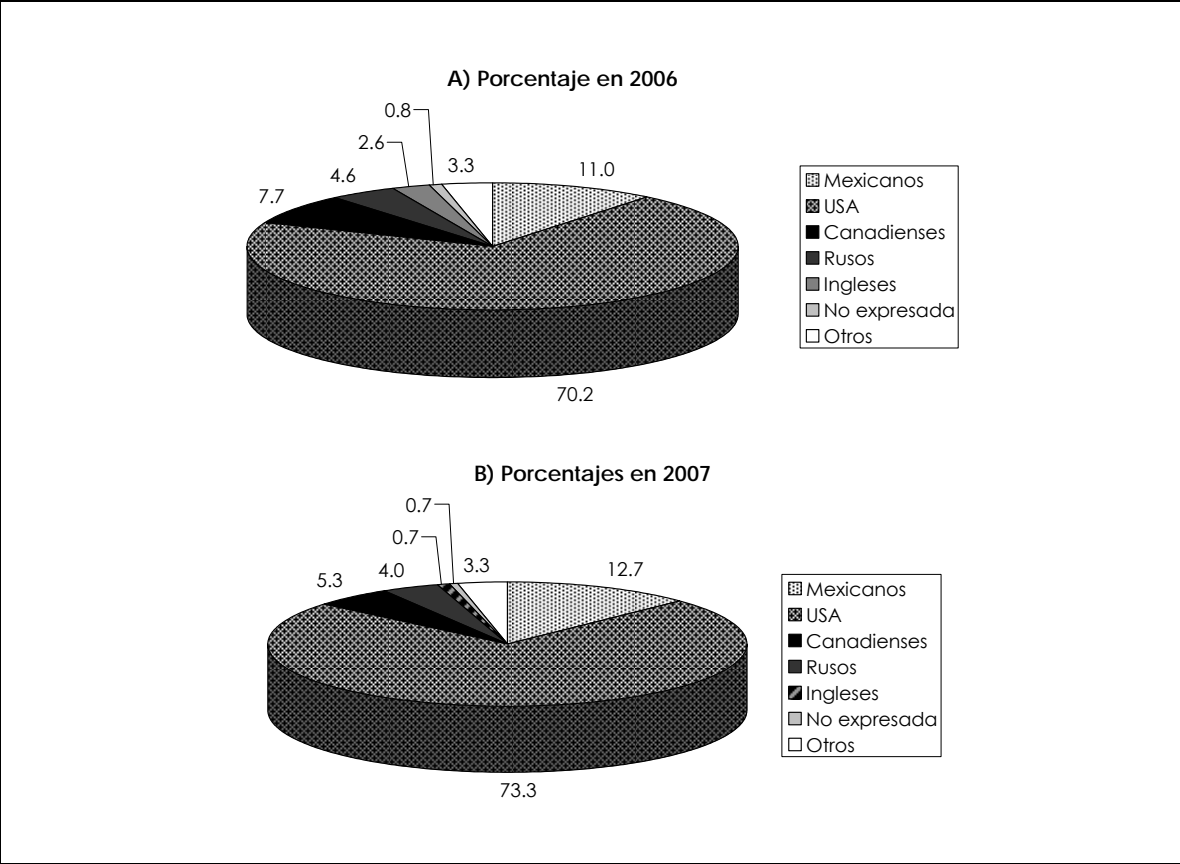 A) Porcentaje en 2006
0.8
2.6
3.3
11.0
4.6
7.7
70.2
Mexicanos
USA
Canadienses
Rusos
Ingleses
No expresada
Otros
B) Porcentajes en 2007
0.7
0.7
3.3
12.7
4.0
5.3
73.3
Mexicanos
USA
Canadienses
Rusos
Ingleses
No expresada
Otros